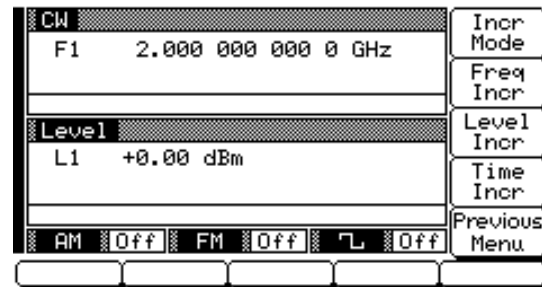 CW
F1 2.000 000 000 0 GHz
Level
L1 +0.00 dBm
AM Off FM Off Off
Incr
Mode
Freq
Incr
Level
Incr
Time
Incr
Previous
Menu